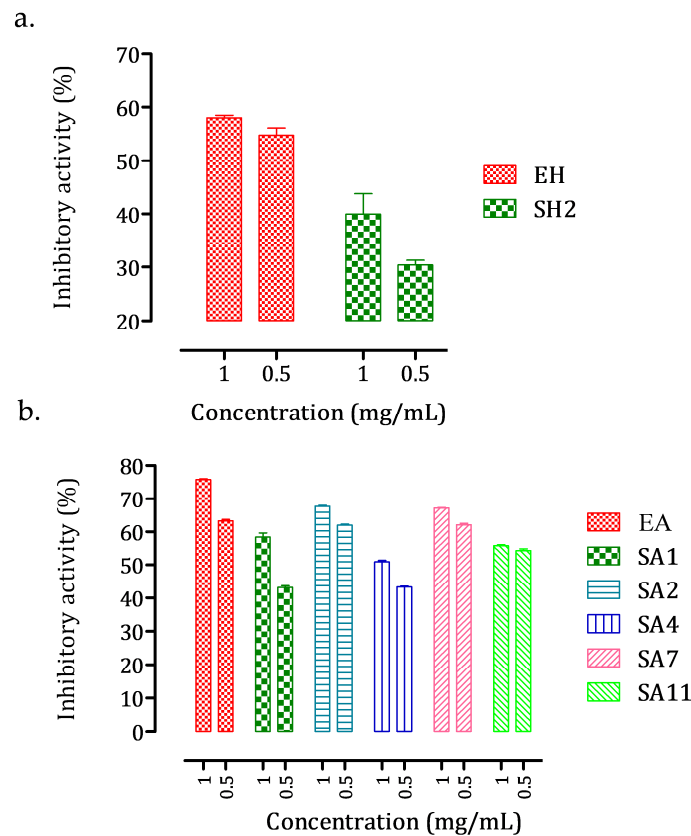 a.
Inhibitory activity (%)
70
60
50
40
30
20
EH
SH2
1 0.5 1 0.5
Concentration (mg/mL)
b.
Inhibitory activity (%)
80
70
60
50
40
30
20
10
0
EA
SA1
SA2
SA4
SA7
SA11
1 0.5 1 0.5 1 0.5 1 0.5 1 0.5 1 0.5
Concentration (mg/mL)